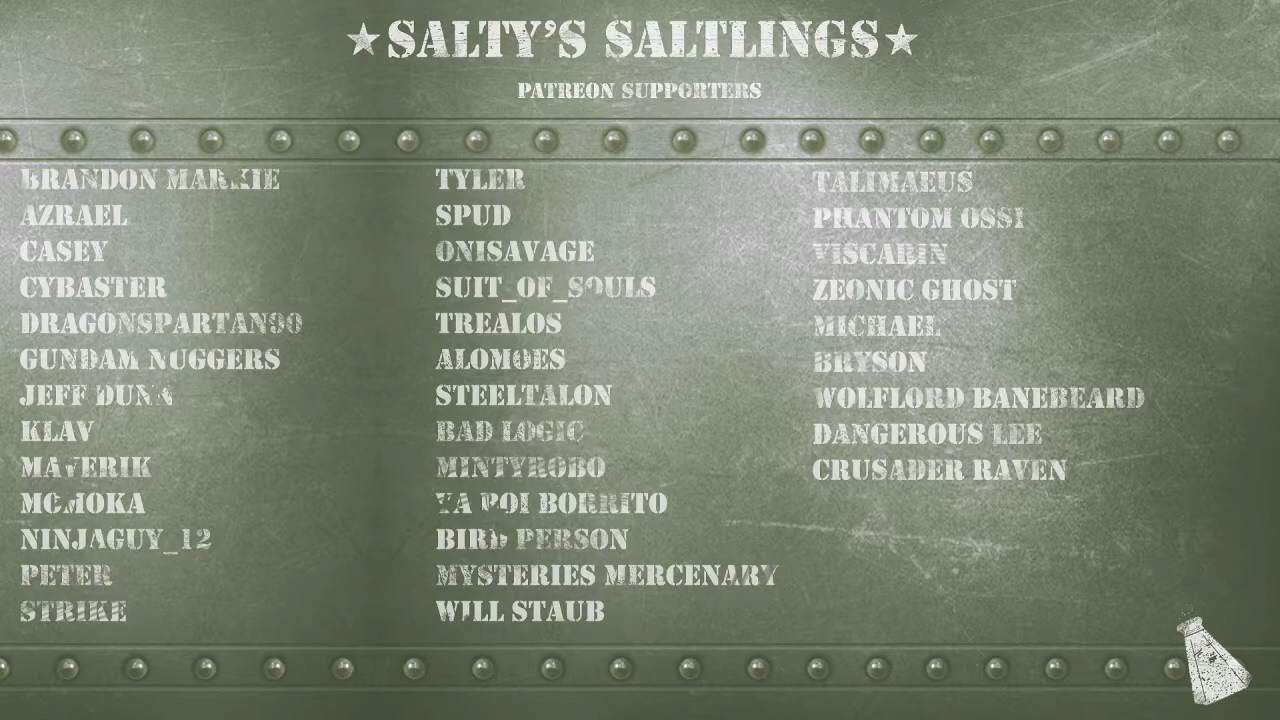 ★SALTY'S SALTLINGS★
PATREON SUPPORTERS
BRANDON MARKIE
AZRAEL
CASEY
CYBASTER
DRAGONSPARTAN90
GUNDAM NUGGERS
JEFF DUNN
KLAV
MAVERIK
MCMOKA
NINJAGUY_12
PETER
STRIKE
TYLER
SPUD
ONISAVAGE
SUIT_OF_SOULS
TREALOS
ALOMOES
STEELTALON
BAD LOGIC
MINTYROBO
YA BOI BORRITO
BIRD PERSON
MYSTERIES MERCENARY
WILL STAUB
TALIMAEUS
PHANTOM OSSI
VISCARIN
ZEONIC GHOST
MICHAEL
BRYSON
WOLFLORD BANEBEARD
DANGEROUS LEE
CRUSADER RAVEN